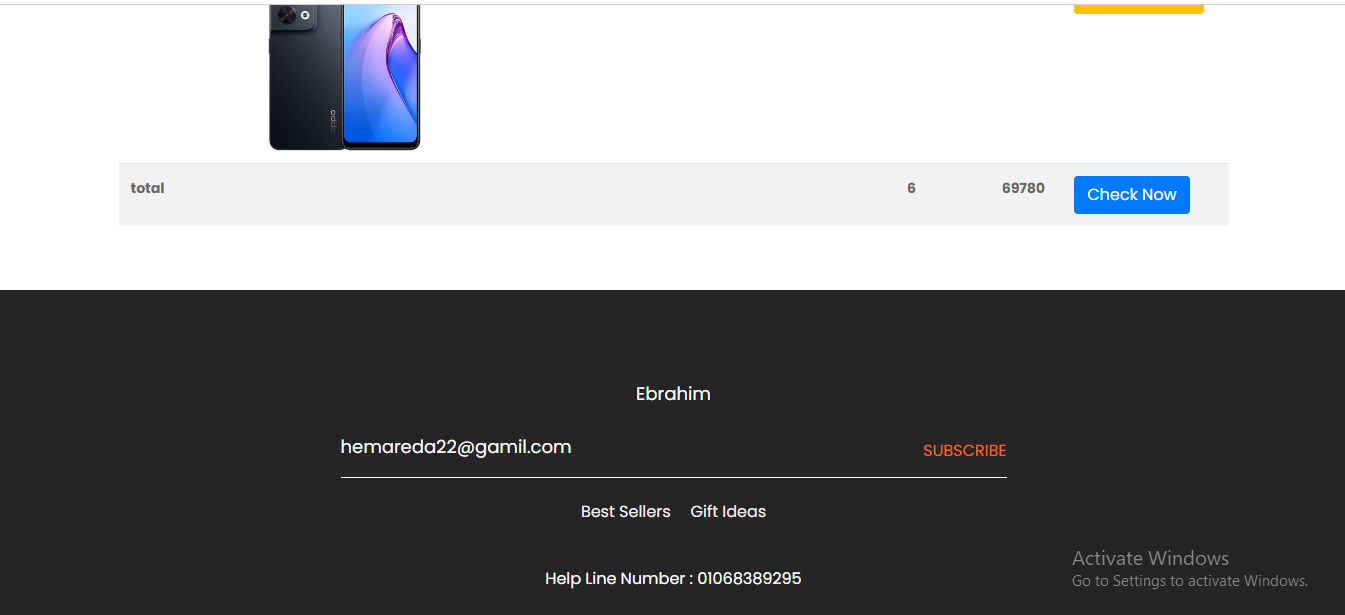 oppo
total 6 69780 Check Now
Ebrahim
hemareda22@gamil.com SUBSCRIBE
Best Sellers Gift Ideas
Help Line Number : 01068389295
Activate Windows
Go to Settings to activate Windows.